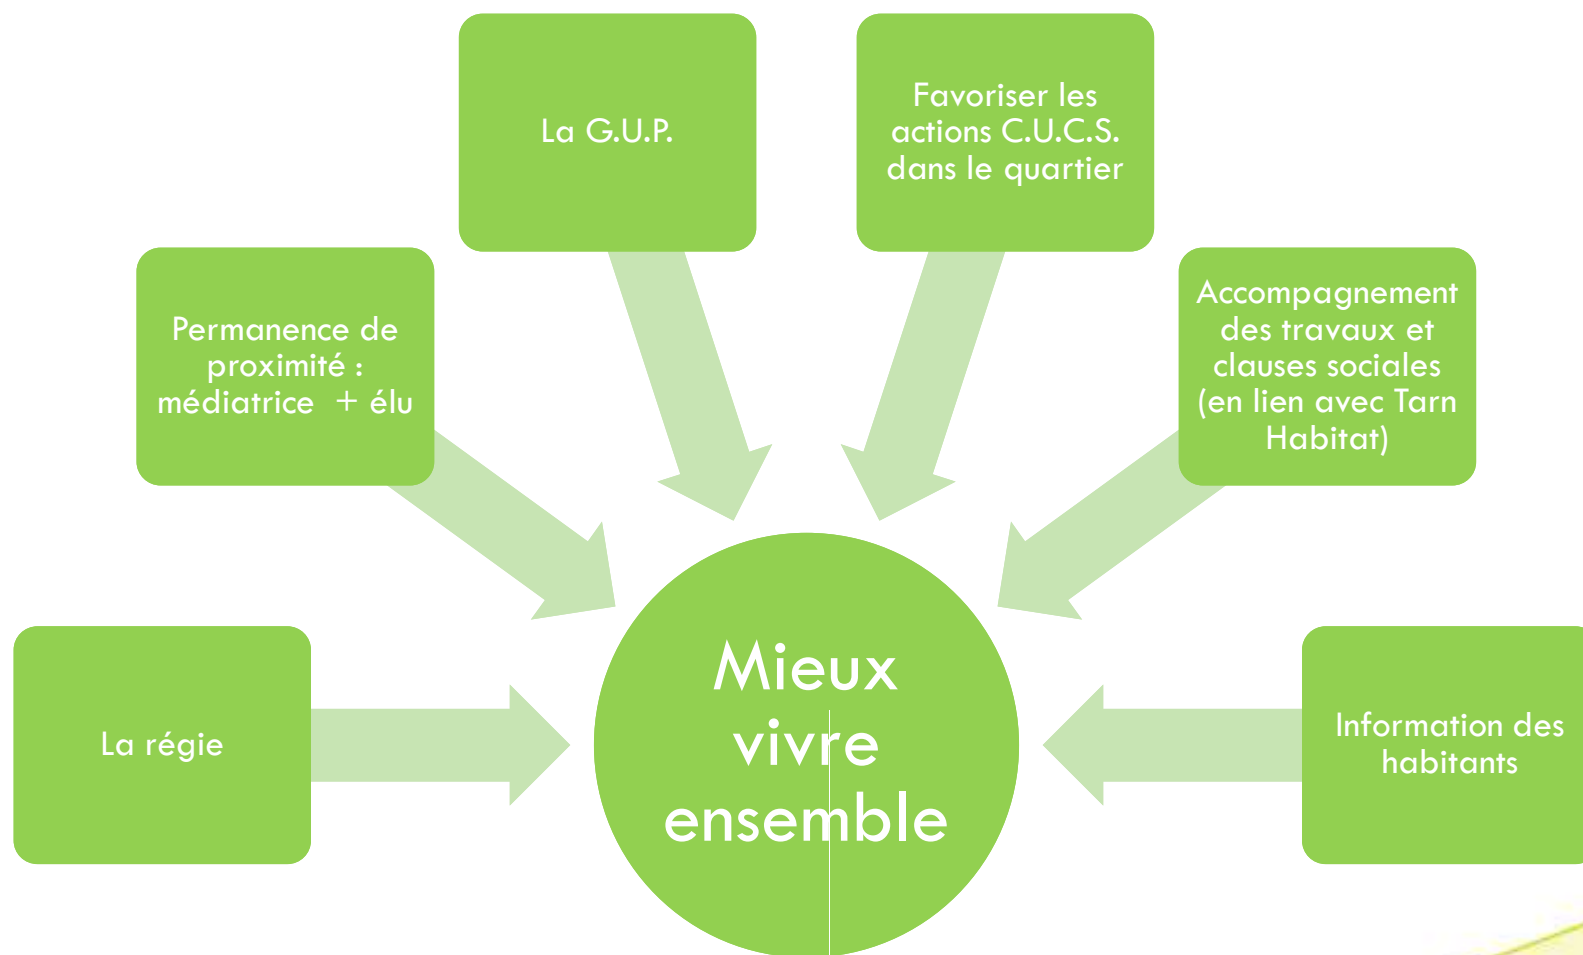 La G.U.P.
Favoriser les
actions C.U.C.S.
dans le quartier
Permanence de
proximité :
médiatrice + élu
Accompagnement
des travaux et
clauses sociales
(en lien avec Tarn
Habitat)
La régie
Mieux
vivre
ensemble
Information des
habitants